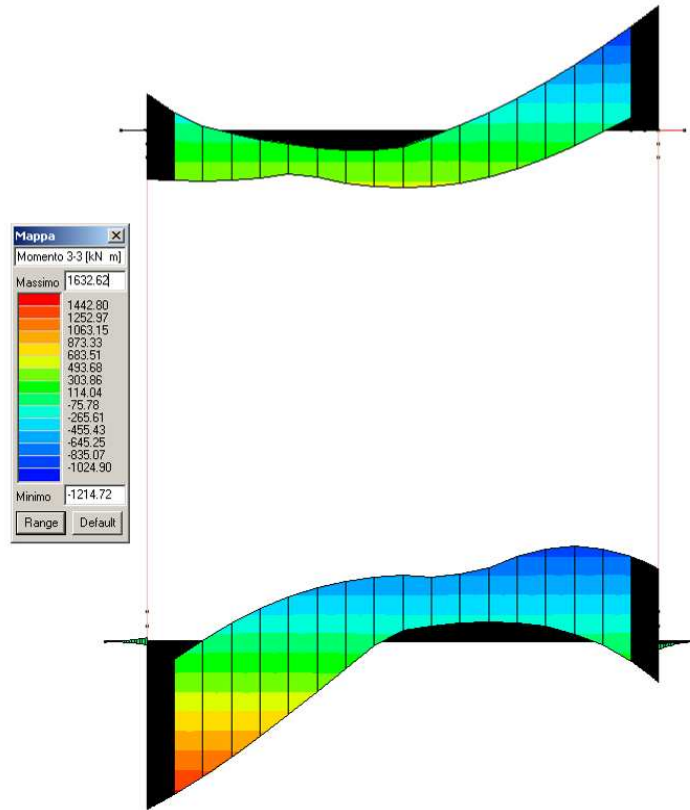 Mappa
Momento 3-3 [kN m]
Massimo 1632.62
1442.80
1252.97
1063.15
873.33
683.51
493.68
303.86
114.04
-75.78
-265.61
-455.43
-645.25
-835.07
-1024.90
Minimo -1214.72
Range Default